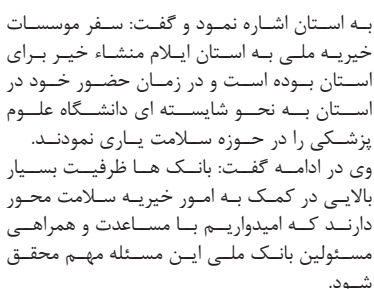 به استان اشاره نمود و گفت: سفر موسسات
خیریه ملی به استان ایلام منشاء خیر برای
استان بوده است و در زمان حضور خود در
استان به نحو شایسته ای دانشگاه علوم
پزشکی را در حوزه سلامت یاری نمودند.
وی در ادامه گفت: بانک ها ظرفیت بسیار
بالایی در کمک به امور خیریه سلامت محور
دارند که امیدواریم با مساعدت و همراهی
مسئولین بانک ملی این مسئله مهم محقق
شود.